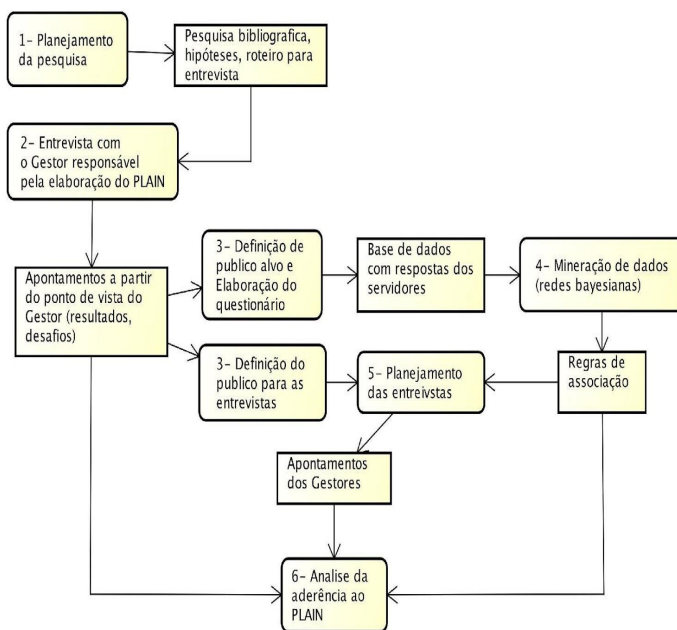 1- Planejamento
da pesquisa
Pesquisa bibliografica,
hipóteses, roteiro para
entrevista
2- Entrevista com
o Gestor responsável
pela elaboração do PLAIN
Apontamentos a partir
do ponto de vista do
Gestor (resultados,
desafios)
3- Definição de
publico alvo e
Elaboração do
questionário
Base de dados
com respostas dos
servidores
4- Mineração de dados
(redes bayesianas)
3- Definição do
publico para as
entrevistas
5- Planejamento
das entreivstas
Regras de
associação
Apontamentos
dos Gestores
6- Analise da
aderência ao
PLAIN